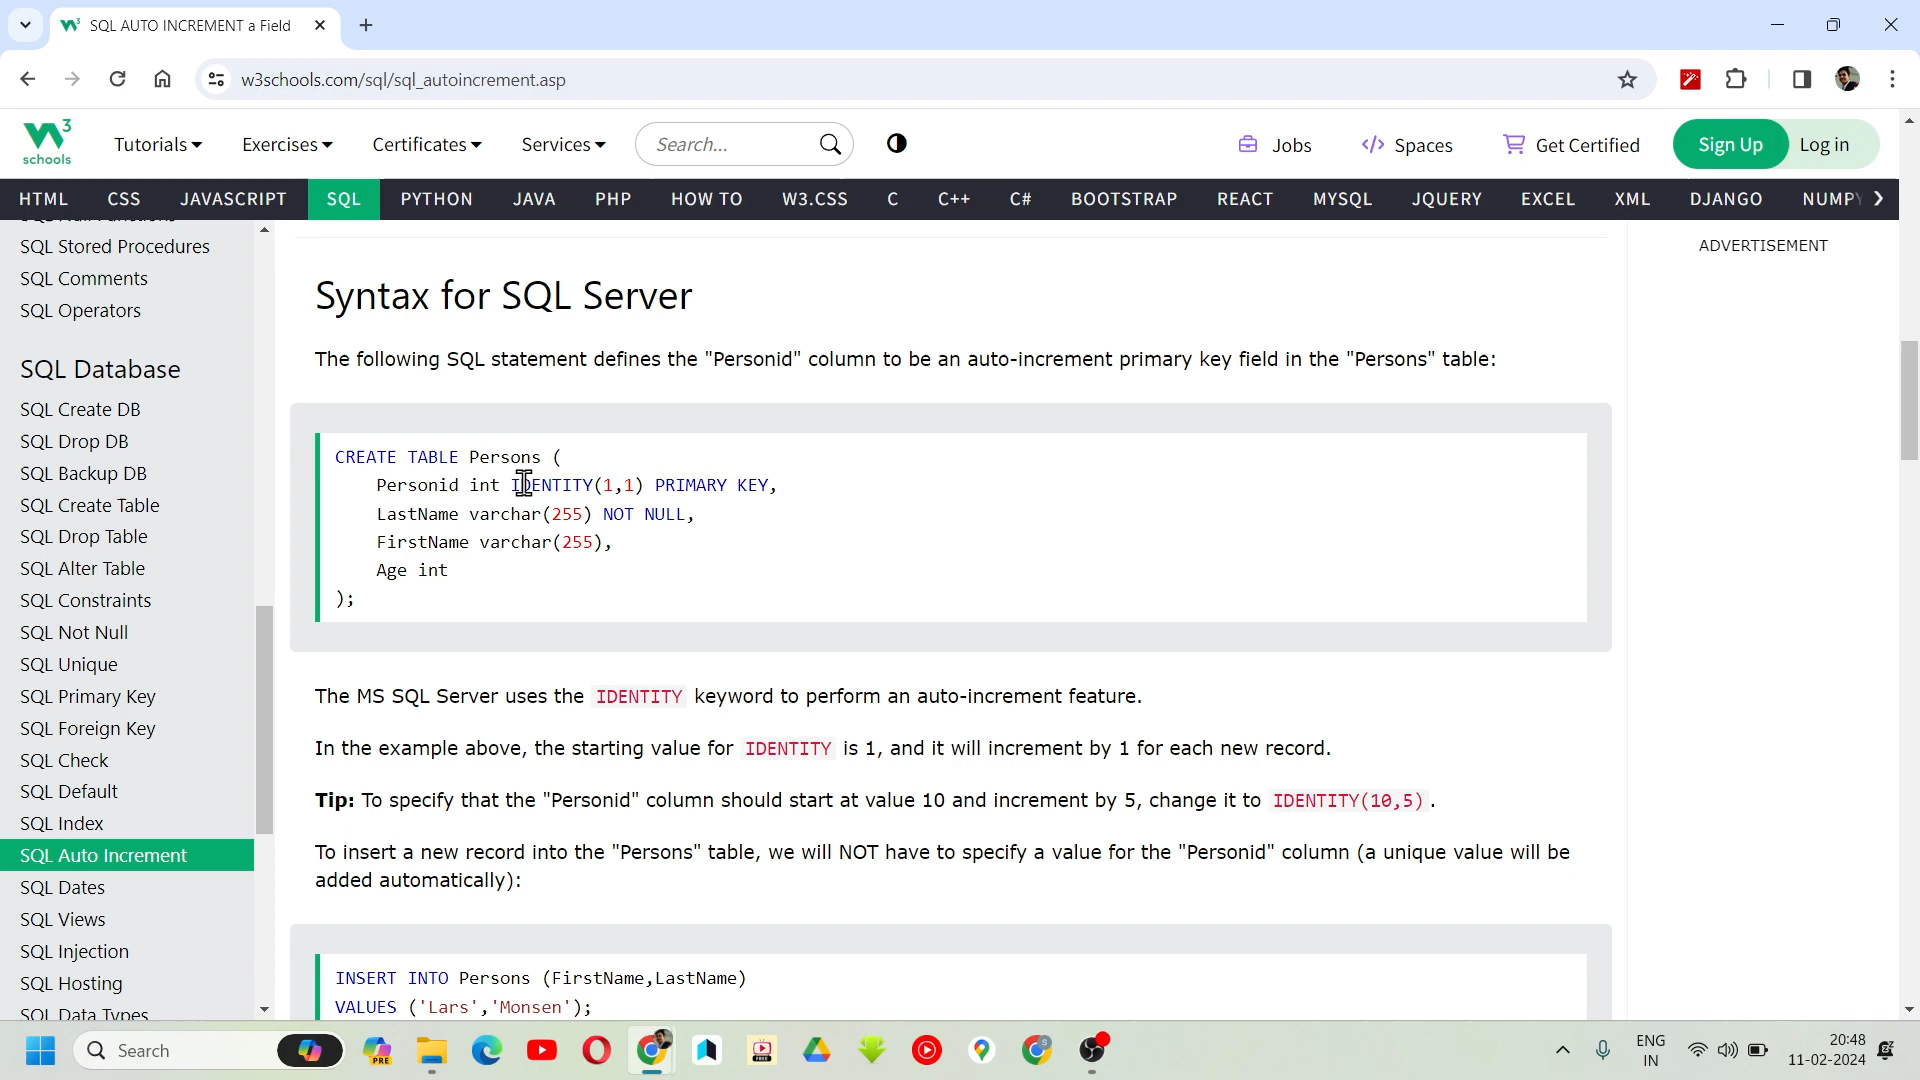 SQL AUTO INCREMENT a Field
w3schools.com/sql/sql_autoincrement.asp
W3
schools
Tutorials
Exercises
Certificates
Services
Search...
Jobs
</> Spaces
Get Certified
Sign Up
Log in
HTML CSS JAVASCRIPT SQL PYTHON JAVA PHP HOW TO W3.CSS C C++ C# BOOTSTRAP REACT MYSQL JQUERY EXCEL XML DJANGO NUMPY
SQL Stored Procedures
SQL Comments
SQL Operators
SQL Database
SQL Create DB
SQL Drop DB
SQL Backup DB
SQL Create Table
SQL Drop Table
SQL Alter Table
SQL Constraints
SQL Not Null
SQL Unique
SQL Primary Key
SQL Foreign Key
SQL Check
SQL Default
SQL Index
SQL Auto Increment
SQL Dates
SQL Views
SQL Injection
SQL Hosting
SQL Data Types
Syntax for SQL Server
The following SQL statement defines the "Personid" column to be an auto-increment primary key field in the "Persons" table:
CREATE TABLE Persons (
    Personid int IDENTITY(1,1) PRIMARY KEY,
    LastName varchar(255) NOT NULL,
    FirstName varchar(255),
    Age int
);
The MS SQL Server uses the IDENTITY keyword to perform an auto-increment feature.
In the example above, the starting value for IDENTITY is 1, and it will increment by 1 for each new record.
Tip: To specify that the "Personid" column should start at value 10 and increment by 5, change it to IDENTITY(10,5).
To insert a new record into the "Persons" table, we will NOT have to specify a value for the "Personid" column (a unique value will be
added automatically):
INSERT INTO Persons (FirstName,LastName)
VALUES ('Lars','Monsen');
ADVERTISEMENT
Search
PRE
FREE
S
ENG
IN
20:48
11-02-2024